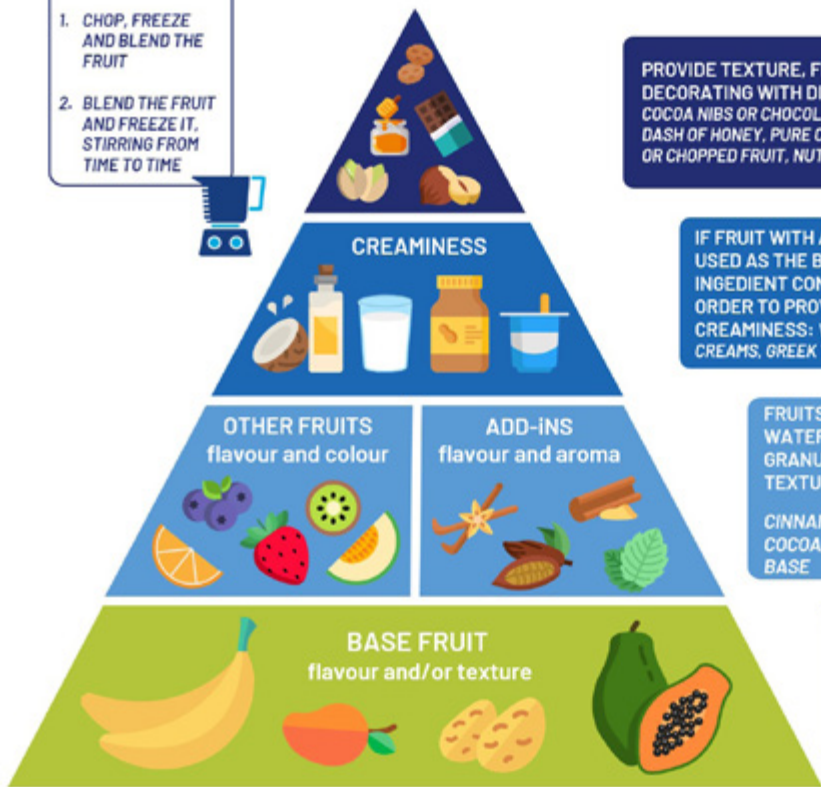 1. CHOP, FREEZE
AND BLEND THE
FRUIT
2. BLEND THE FRUIT
AND FREEZE IT,
STIRRING FROM
TIME TO TIME
PROVIDE TEXTURE, F
DECORATING WITH DI
COCOA NIBS OR CHOCOL
DASH OF HONEY, PURE
OR CHOPPED FRUIT, NUT
CREAMINESS
IF FRUIT WITH
USED AS THE B
INGEDIENT CON
ORDER TO PROV
CREAMINESS:
CREAMS, GREEK
OTHER FRUITS
flavour and colour
ADD-iNS
flavour and aroma
FRUITS
WATER
GRANU
TEXTU
CINNAM
COCOA
BASE
BASE FRUIT
flavour and/or texture